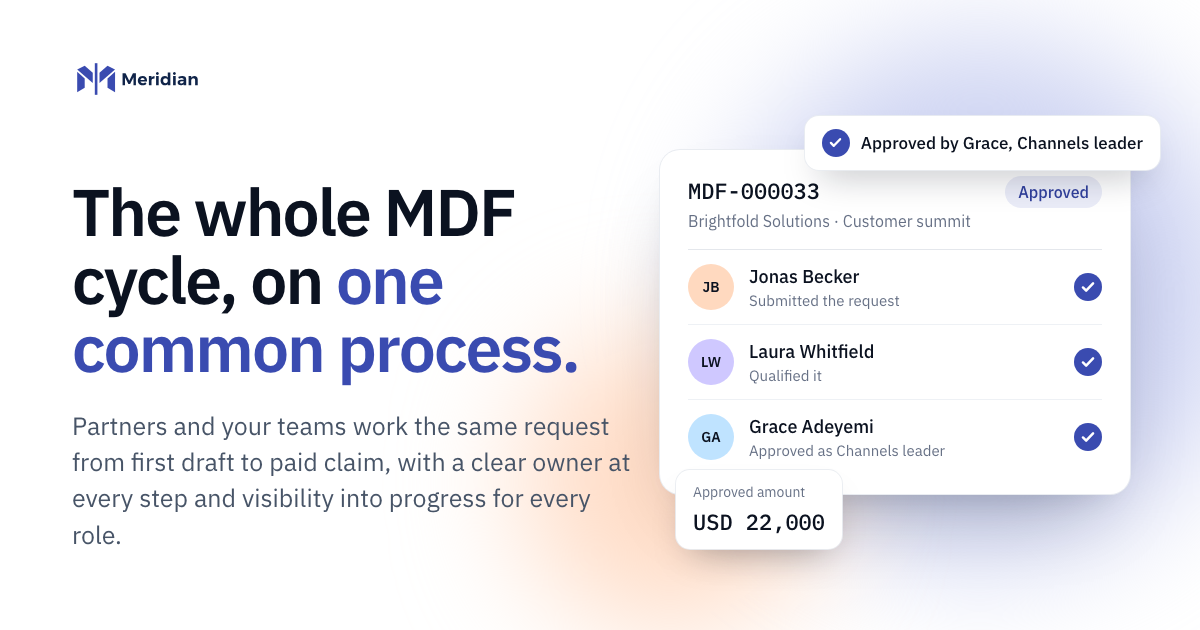 Meridian
The whole MDF
cycle, on one
common process.
Partners and your teams work the same request
from first draft to paid claim, with a clear owner at
every step and visibility into progress for every
role.
Approved by Grace, Channels leader
MDF-000033
Approved
Brightfold Solutions · Customer summit
JB
Jonas Becker
Submitted the request
LW
Laura Whitfield
Qualified it
GA
Grace Adeyemi
Approved as Channels leader
Approved amount
USD 22,000